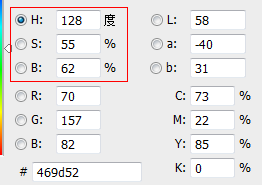 H: 128 度 L: 58
S: 55 % a: -40
B: 62 % b: 31
R: 70 C: 73 %
G: 157 M: 22 %
B: 82 Y: 85 %
# 469d52 K: 0 %